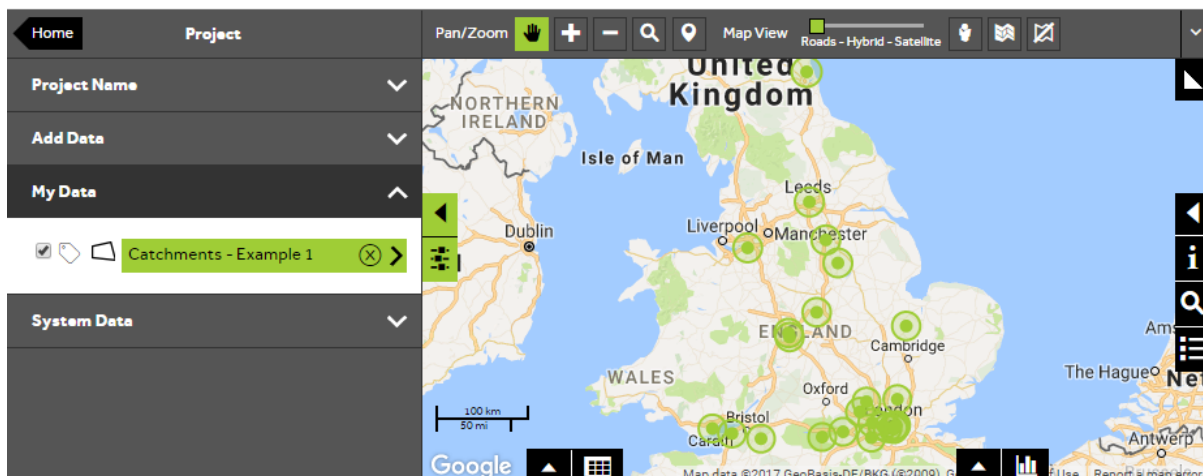 Home
Project
Project Name
Add Data
My Data
Catchments - Example 1
System Data
Pan/Zoom
Map View
Roads - Hybrid - Satellite
United
Kingdom
NORTHERN
IRELAND
Isle of Man
Leeds
Liverpool
Manchester
Dublin
ENGLAND
Cambridge
WALES
Oxford
London
Bristol
Cardiff
The Hague
Antwerp
100 km
50 mi
Google
Map data ©2017 GeoBasis-DE/BKG (©2009)